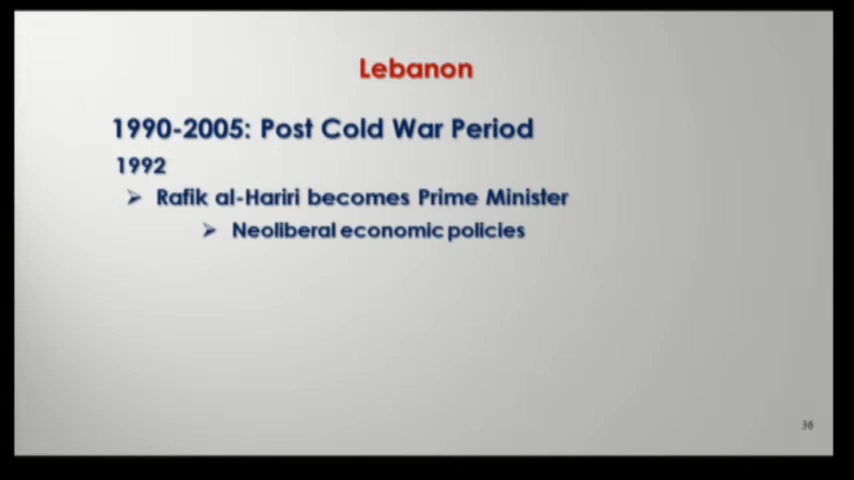 Lebanon
1990-2005: Post Cold War Period
1992
➢ Rafik al-Hariri becomes Prime Minister
➢ Neoliberal economic policies
36